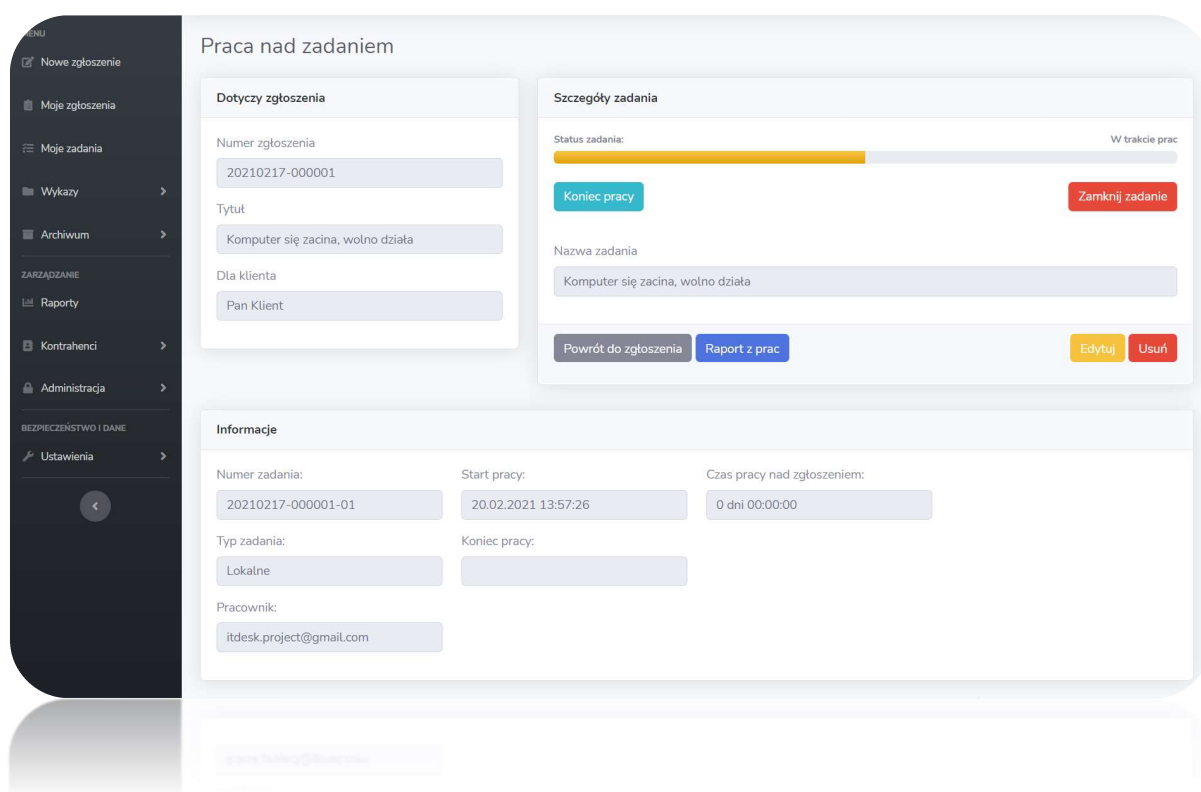 MENU
Nowe zgłoszenie
Moje zgłoszenia
Moje zadania
Wykazy
Archiwum
ZARZĄDZANIE
Raporty
Kontrahenci
Administracja
BEZPIECZEŃSTWO I DANE
Ustawienia
Praca nad zadaniem
Dotyczy zgłoszenia
Numer zgłoszenia
20210217-000001
Tytuł
Komputer się zacina, wolno działa
Dla klienta
Pan Klient
Szczegóły zadania
Status zadania: W trakcie prac
Koniec pracy Zamknij zadanie
Nazwa zadania
Komputer się zacina, wolno działa
Powrót do zgłoszenia Raport z prac Edytuj Usuń
Informacje
Numer zadania: Start pracy: Czas pracy nad zgłoszeniem:
20210217-000001-01 20.02.2021 13:57:26 0 dni 00:00:00
Typ zadania: Koniec pracy:
Lokalne
Pracownik:
itdesk.project@gmail.com